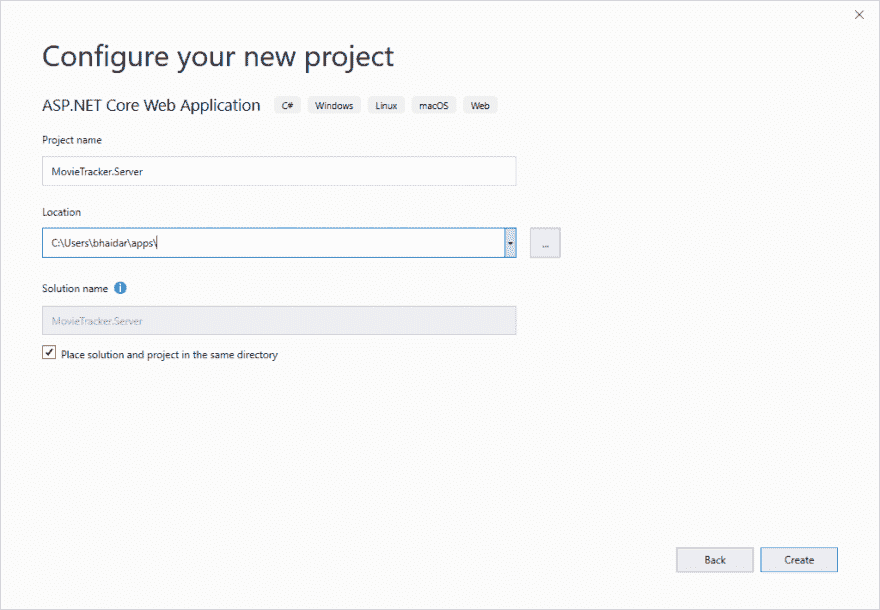 Configure your new project
ASP.NET Core Web Application C# Windows Linux macOS Web
Project name
MovieTracker.Server
Location
C:\Users\bhaidar\apps\
...
Solution name
MovieTracker.Server
Place solution and project in the same directory
Back Create